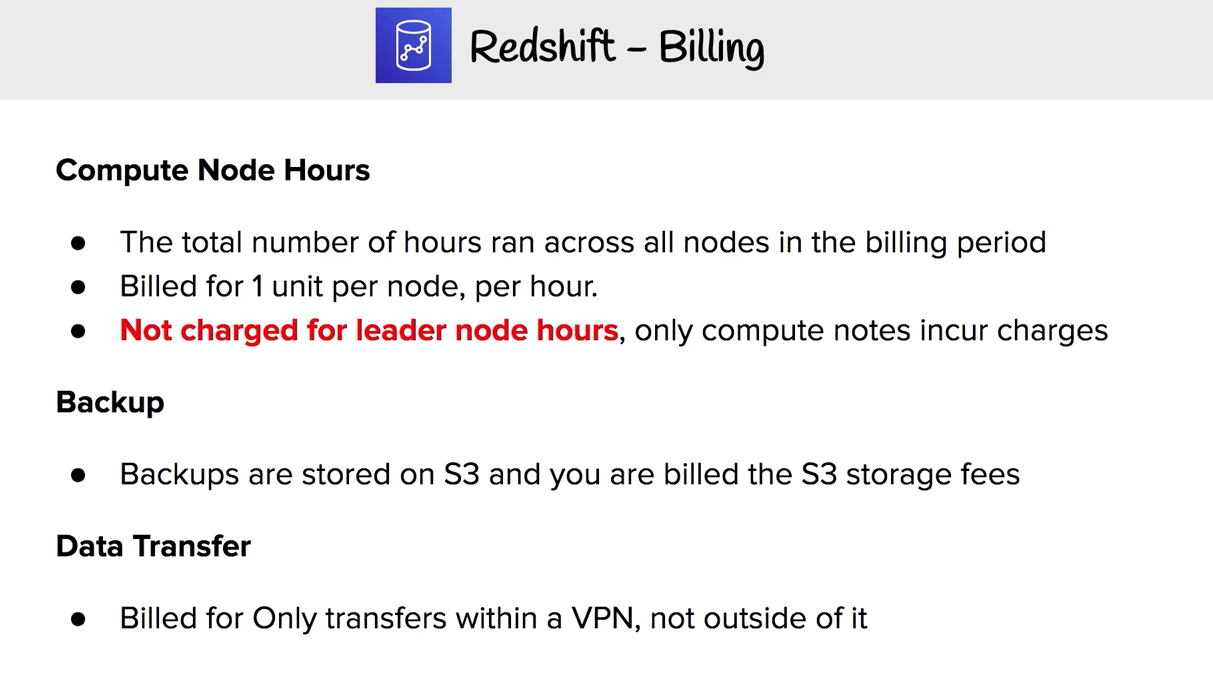 Redshift – Billing
Compute Node Hours
● The total number of hours ran across all nodes in the billing period
● Billed for 1 unit per node, per hour.
● Not charged for leader node hours, only compute notes incur charges
Backup
● Backups are stored on S3 and you are billed the S3 storage fees
Data Transfer
● Billed for Only transfers within a VPN, not outside of it